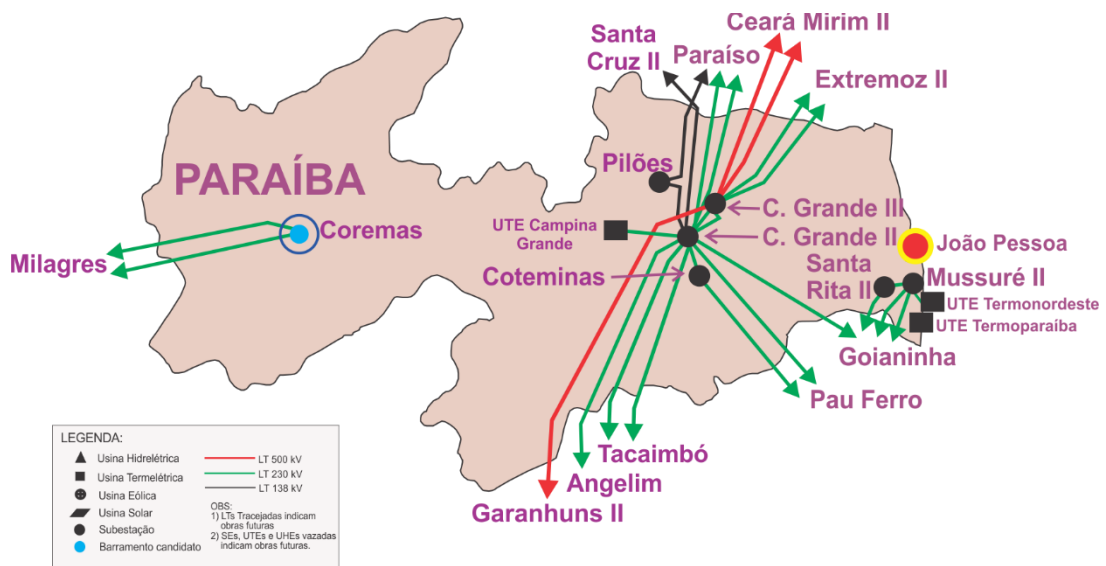 Ceará Mirim II
Santa
Cruz II
Paraíso
Extremoz II
Pilões
PARAÍBA
C. Grande III
UTE Campina
Grande
C. Grande II
Coremas
João Pessoa
Milagres
Coteminas
Santa
Rita II
Mussuré II
UTE Termonordeste
UTE Termoparaíba
Goianinha
Pau Ferro
Tacaimbó
Angelim
Garanhuns II
LEGENDA:
Usina Hidrelétrica
Usina Termelétrica
Usina Eólica
Usina Solar
Subestação
Barramento candidato
LT 500 kV
LT 230 kV
LT 138 kV
OBS:
1) LTs Tracejadas indicam
obras futuras
2) SEs, UTEs e UHEs vazadas
indicam obras futuras.